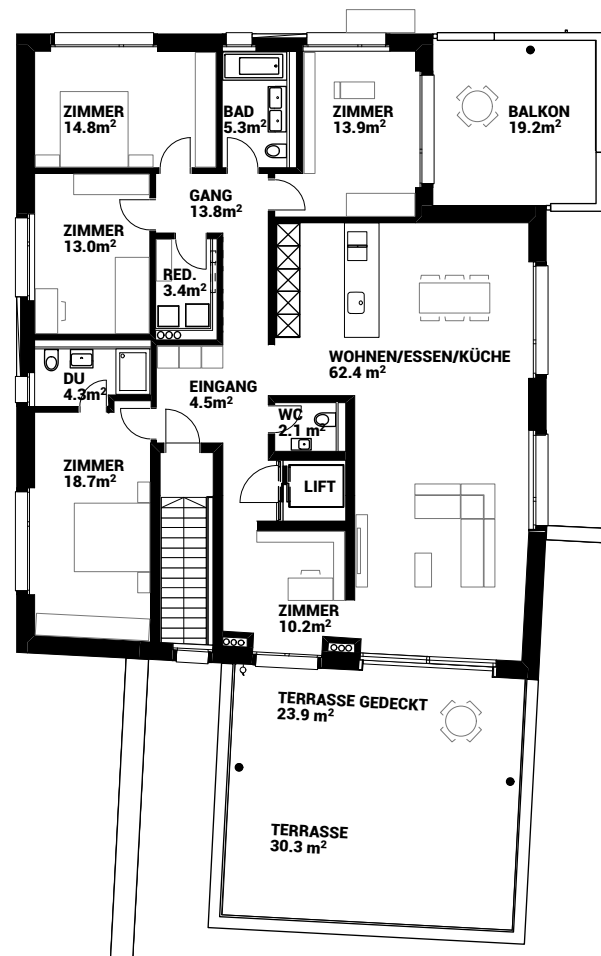 ZIMMER
14.8m²
BAD
5.3m²
ZIMMER
13.9m²
BALKON
19.2m²
GANG
13.8m²
ZIMMER
13.0m²
RED.
3.4m²
WOHNEN/ESSEN/KÜCHE
62.4 m²
DU
4.3m²
EINGANG
4.5m²
WC
2.1 m²
ZIMMER
18.7m²
LIFT
ZIMMER
10.2m²
TERRASSE GEDECKT
23.9 m²
TERRASSE
30.3 m²